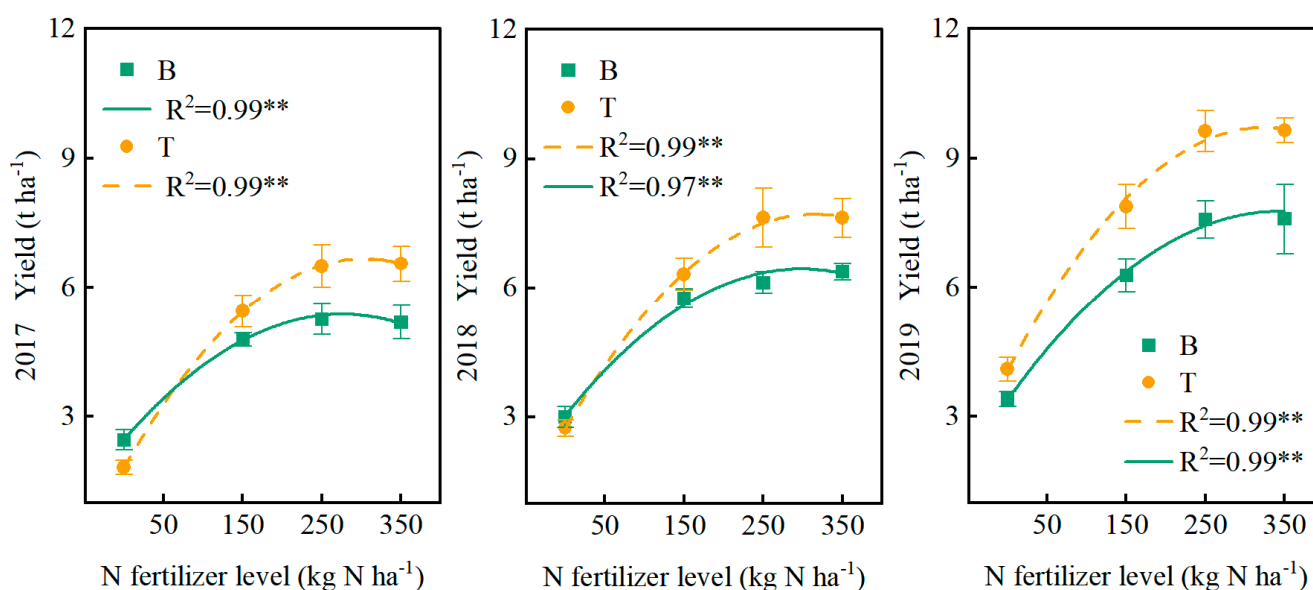 12
9
6
3
2017 Yield (t ha⁻¹)
B
R²=0.99**
T
R²=0.99**
50 150 250 350
N fertilizer level (kg N ha⁻¹)
12
9
6
3
2018 Yield (t ha⁻¹)
B
T
R²=0.99**
R²=0.97**
50 150 250 350
N fertilizer level (kg N ha⁻¹)
12
9
6
3
2019 Yield (t ha⁻¹)
B
T
R²=0.99**
R²=0.99**
50 150 250 350
N fertilizer level (kg N ha⁻¹)